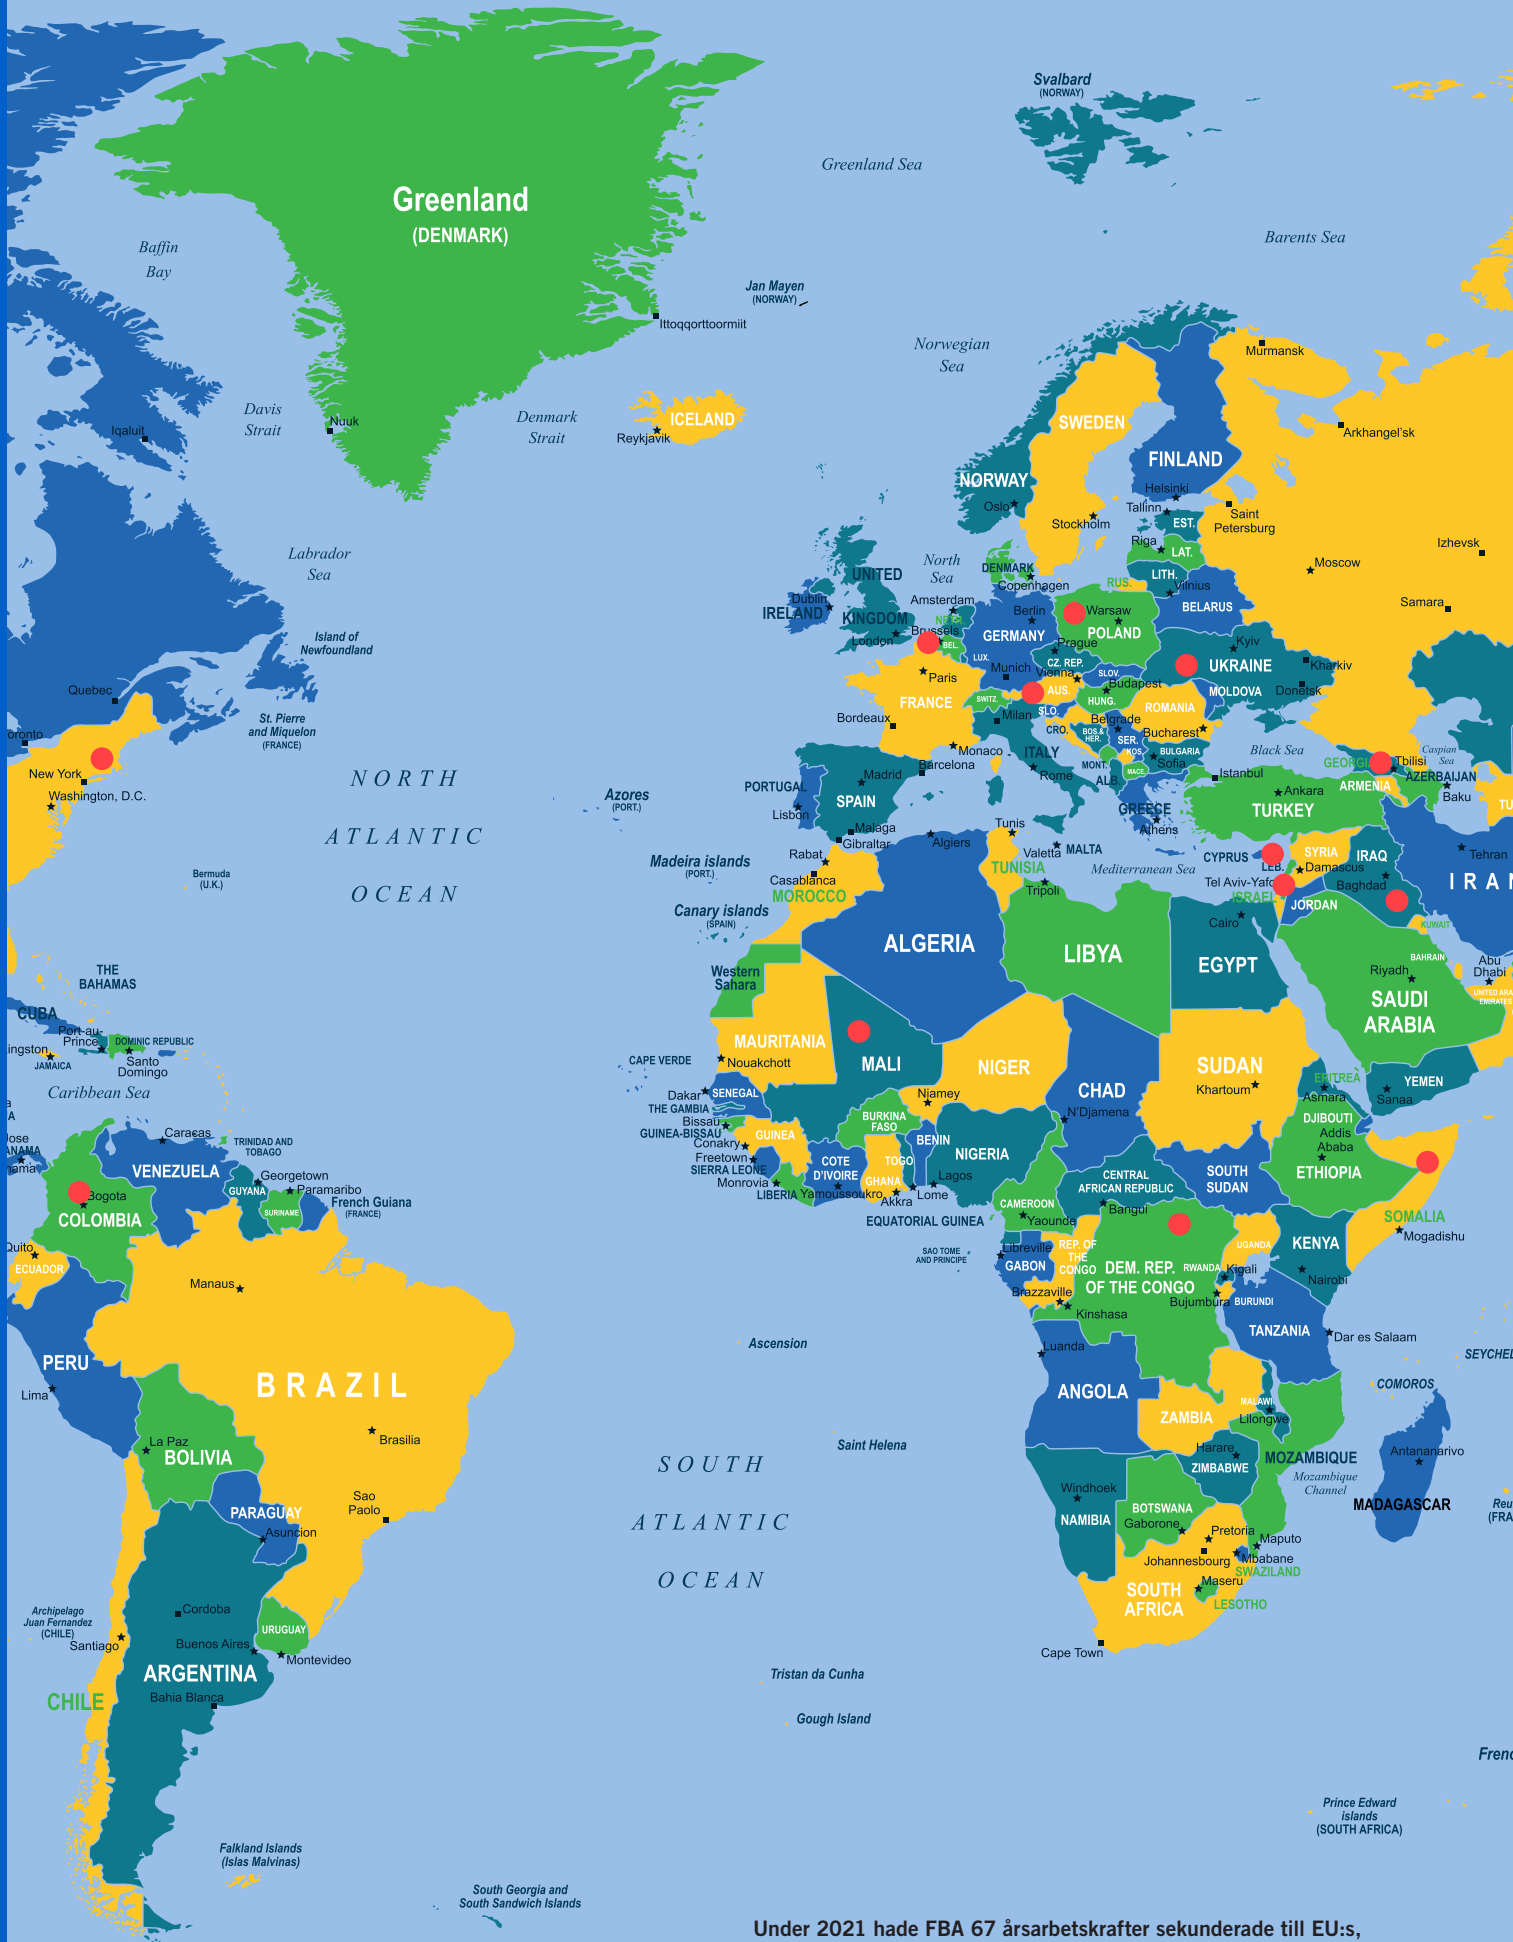 Svalbard
(NORWAY)
Greenland Sea
Greenland
(DENMARK)
Barents Sea
Baffin
Bay
Jan Mayen
(NORWAY)
Ittoqqorttoormiit
Norwegian
Sea
Murmansk
Davis
Strait
Nuuk
Denmark
Strait
ICELAND
Reykjavik
Iqaluit
SWEDEN
Arkhangel'sk
FINLAND
NORWAY
Helsinki
Oslo
Tallinn
Stockholm
EST.
Saint
Petersburg
Riga
LAT.
Izhevsk
Labrador
Sea
North
Sea
Moscow
DENMARK
Copenhagen
UNITED
KINGDOM
LITH.
RUS.
Vilnius
Dublin
IRELAND
Amsterdam
Berlin
Warsaw
BELARUS
Samara
NETH.
London
Brussels
BEL.
GERMANY
POLAND
Island of
Newfoundland
Prague
Kyiv
LUX.
CZ. REP.
UKRAINE
Kharkiv
Paris
Munich
Vienna
SLOV.
Quebec
AUS.
Budapest
MOLDOVA
Donetsk
FRANCE
SWITZ.
HUNG.
ROMANIA
St. Pierre
and Miquelon
(FRANCE)
Bordeaux
Milan
SLO.
Belgrade
CRO.
BOS.&
HER.
SER.
Bucharest
oronto
Monaco
ITALY
KOS.
BULGARIA
Black Sea
Caspian
Sea
New York
NORTH
ATLANTIC
OCEAN
Barcelona
Rome
MONT.
MACE.
Sofia
GEORGIA
Tbilisi
Madrid
ALB.
Istanbul
AZERBAIJAN
Washington, D.C.
Azores
(PORT.)
PORTUGAL
SPAIN
Ankara
ARMENIA
Baku
Lisbon
GREECE
TURKEY
TU
Malaga
Tunis
Athens
Gibraltar
Algiers
Rabat
Valetta
MALTA
CYPRUS
SYRIA
IRAQ
Tehran
Madeira islands
(PORT.)
TUNISIA
Mediterranean Sea
LEB.
Damascus
Bermuda
(U.K.)
Casablanca
MOROCCO
Tripoli
Tel Aviv-Yafo
Baghdad
IRAN
ISRAEL
JORDAN
Canary islands
(SPAIN)
Cairo
KUWAIT
ALGERIA
LIBYA
EGYPT
BAHRAIN
Abu
Dhabi
THE
BAHAMAS
Western
Sahara
Riyadh
SAUDI
ARABIA
UNITED ARA
EMIRATES
CUBA
Port-au-
Prince
DOMINIC REPUBLIC
MAURITANIA
Nouakchott
MALI
NIGER
SUDAN
ingston
JAMAICA
Santo
Domingo
CAPE VERDE
CHAD
Khartoum
ERITREA
YEMEN
Caribbean Sea
Dakar
SENEGAL
Niamey
Asmara
Sanaa
THE GAMBIA
BURKINA
FASO
N'Djamena
DJIBOUTI
Bissau
GUINEA-BISSAU
GUINEA
Addis
Ababa
Caracas
Jose
ANAMA
nama
TRINIDAD AND
TOBAGO
Conakry
Freetown
SIERRA LEONE
BENIN
NIGERIA
COTE
D'IVOIRE
TOGO
VENEZUELA
Georgetown
Monrovia
GHANA
Lagos
CENTRAL
AFRICAN REPUBLIC
SOUTH
SUDAN
ETHIOPIA
GUYANA
Paramaribo
LIBERIA
Yamoussoukro
Akkra
Lome
Bogota
French Guiana
(FRANCE)
CAMEROON
Bangui
SURINAME
EQUATORIAL GUINEA
Yaounde
SOMALIA
COLOMBIA
Mogadishu
Quito
SAO TOME
AND PRINCIPE
Libreville
REP. OF
THE
CONGO
UGANDA
KENYA
ECUADOR
GABON
DEM. REP.
OF THE CONGO
RWANDA
Kigali
Nairobi
Manaus
Brazzaville
Bujumbura
BURUNDI
Kinshasa
TANZANIA
Ascension
Dar es Salaam
Luanda
SEYCHEL
PERU
Lima
BRAZIL
ANGOLA
COMOROS
MALAWI
ZAMBIA
Lilongwe
La Paz
BOLIVIA
Brasilia
Saint Helena
Harare
MOZAMBIQUE
Antananarivo
SOUTH
ATLANTIC
OCEAN
ZIMBABWE
Mozambique
Channel
Windhoek
Sao
Paolo
BOTSWANA
MADAGASCAR
Reu
(FRA
PARAGUAY
NAMIBIA
Gaborone
Asuncion
Pretoria
Maputo
Johannesbourg
Mbabane
SWAZILAND
Maseru
SOUTH
AFRICA
LESOTHO
Archipelago
Juan Fernandez
(CHILE)
Cordoba
URUGUAY
Santiago
Buenos Aires
Montevideo
Cape Town
ARGENTINA
Tristan da Cunha
Bahia Blanca
CHILE
Gough Island
Frenc
Prince Edward
islands
(SOUTH AFRICA)
Falkland Islands
(Islas Malvinas)
South Georgia and
South Sandwich Islands
Under 2021 hade FBA 67 årsarbetskrafter sekunderade till EU:s,